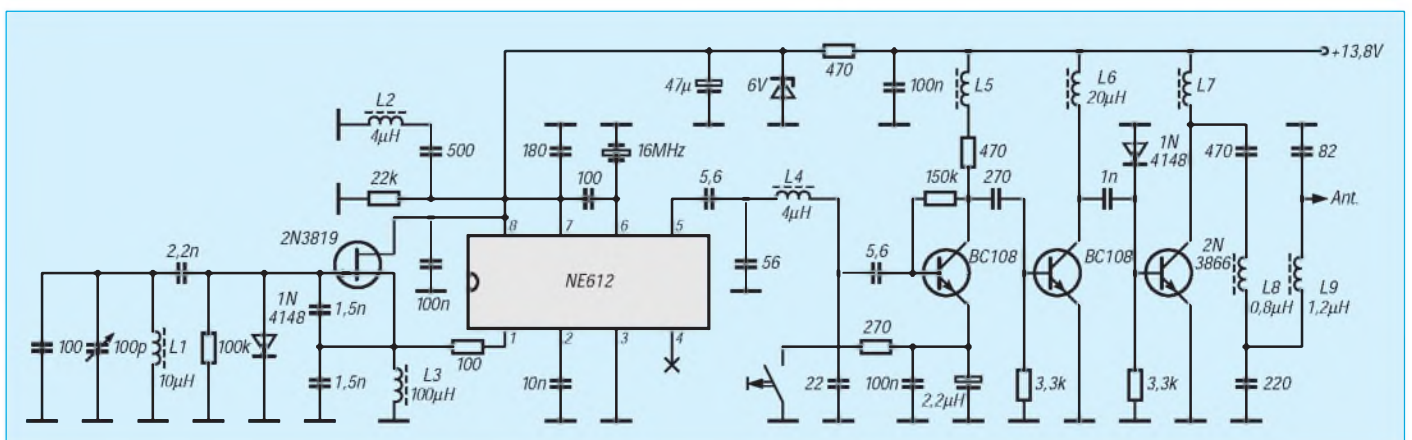 +13,8V
47µ
6V
470
100n
L5
L6
20µH
L7
L2
4µH
500
180
16MHz
1N
4148
470
82
22k
100
5,6
L4
4µH
470
150k
270
1n
Ant.
2N3819
8
7
6
5
2,2n
100n
NE612
56
5,6
BC108
BC108
2N
3866
L8
0,8µH
L9
1,2µH
1N
4148
1,5n
100
100p
L1
10µH
100k
1
2
3
4
100
1,5n
L3
100µH
10n
270
22
100n
2,2µH
3,3k
3,3k
220